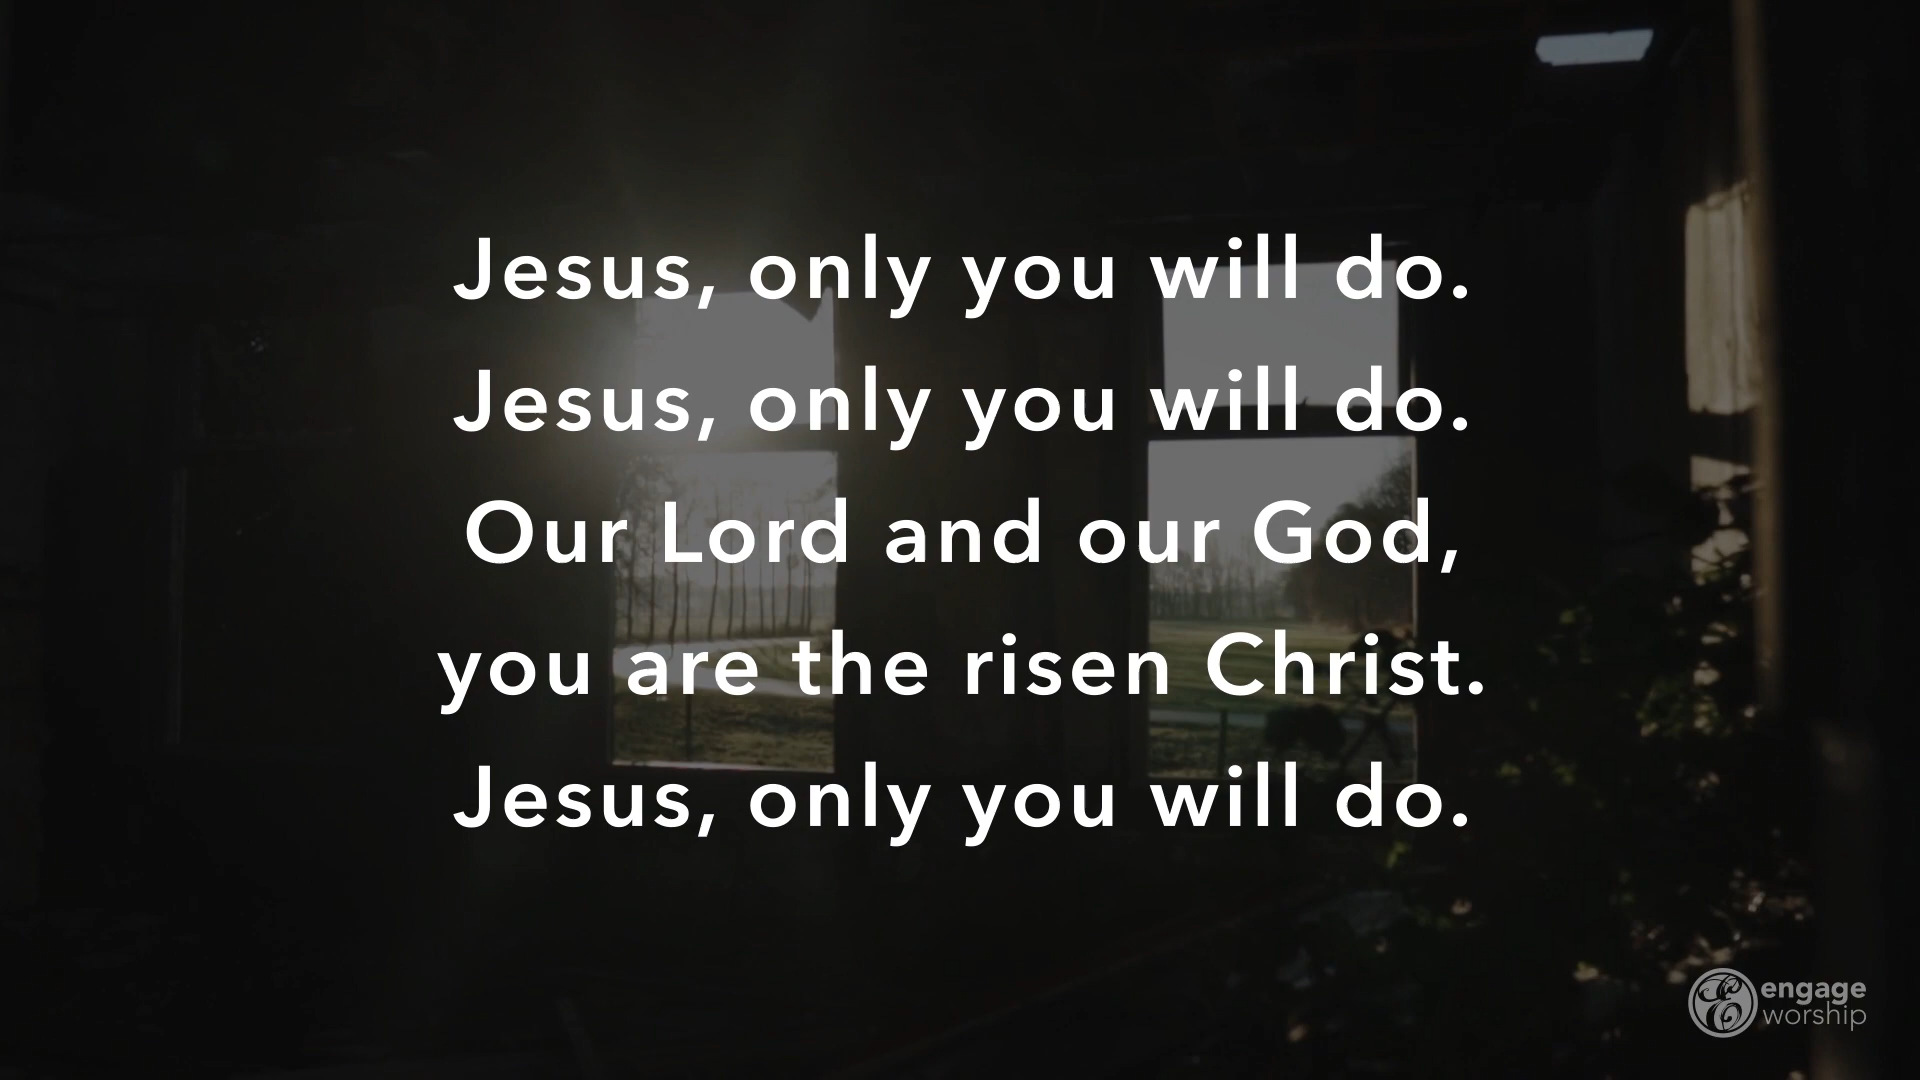 Jesus, only you will do.
Jesus, only you will do.
Our Lord and our God,
you are the risen Christ.
Jesus, only you will do.
engage
worship